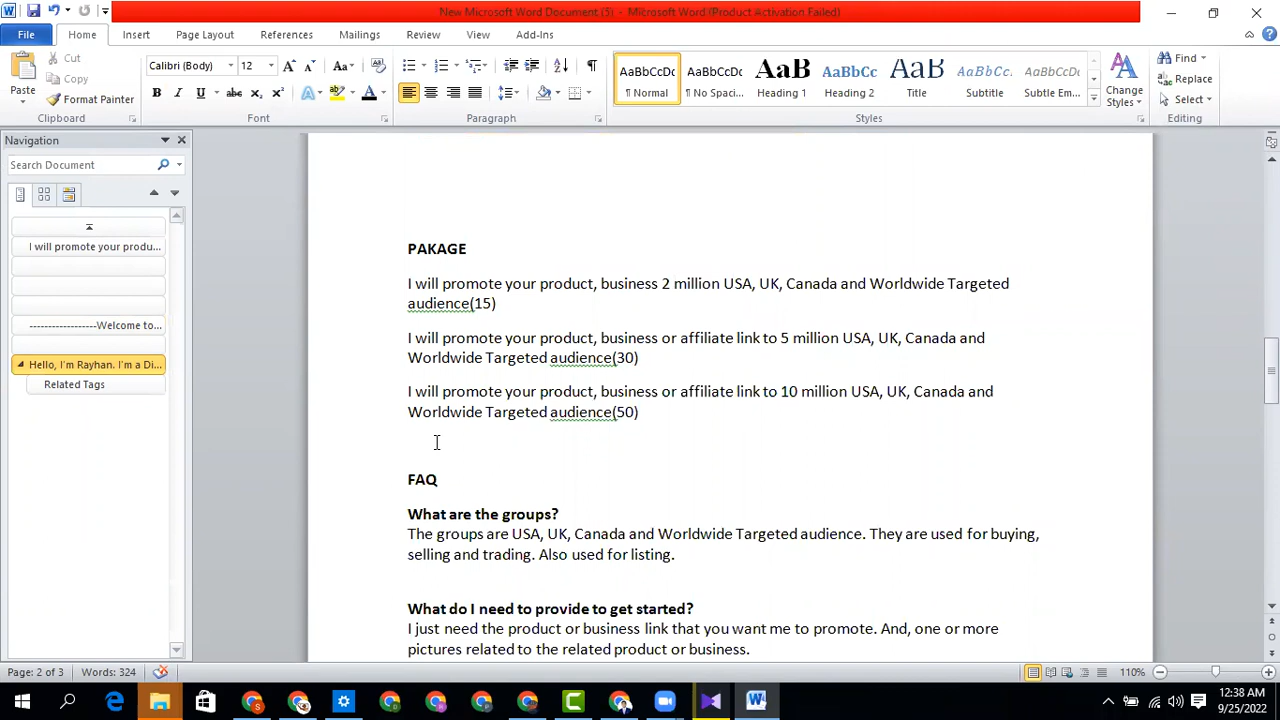 New Microsoft Word Document (3) - Microsoft Word (Product Activation Failed)
File Home Insert Page Layout References Mailings Review View Add-Ins
Paste
Cut
Copy
Format Painter
Clipboard
Calibri (Body) 12
Font
Paragraph
AaBbCcDc AaBbCcDc AaB AaBbCc AaB AaBbCc AaBbCcDc
¶ Normal ¶ No Spaci... Heading 1 Heading 2 Title Subtitle Subtle Em...
Styles
Change Styles
Find
Replace
Select
Editing
Navigation
Search Document
I will promote your produ...
------------------Welcome to...
Hello, I'm Rayhan. I'm a Di...
Related Tags
PAKAGE
I will promote your product, business 2 million USA, UK, Canada and Worldwide Targeted
audience(15)
I will promote your product, business or affiliate link to 5 million USA, UK, Canada and
Worldwide Targeted audience(30)
I will promote your product, business or affiliate link to 10 million USA, UK, Canada and
Worldwide Targeted audience(50)
FAQ
What are the groups?
The groups are USA, UK, Canada and Worldwide Targeted audience. They are used for buying,
selling and trading. Also used for listing.
What do I need to provide to get started?
I just need the product or business link that you want me to promote. And, one or more
pictures related to the related product or business.
Page: 2 of 3 Words: 324 110%
12:38 AM
9/25/2022